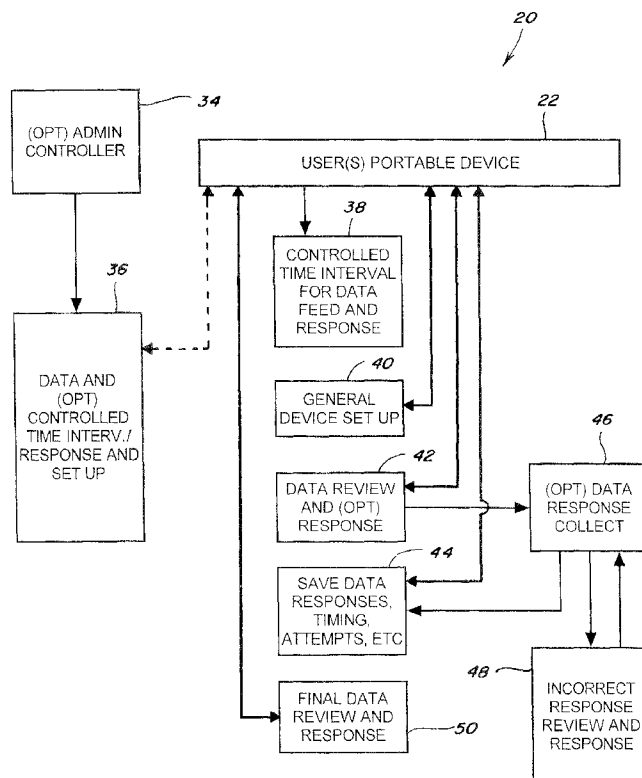 20
34
(OPT) ADMIN
CONTROLLER
22
USER(S) PORTABLE DEVICE
38
CONTROLLED
TIME INTERVAL
FOR DATA
FEED AND
RESPONSE
36
DATA AND
(OPT)
CONTROLLED
TIME INTERV./
RESPONSE AND
SET UP
40
GENERAL
DEVICE SET UP
42
DATA REVIEW
AND (OPT)
RESPONSE
46
(OPT) DATA
RESPONSE
COLLECT
44
SAVE DATA
RESPONSES,
TIMING,
ATTEMPTS, ETC
48
INCORRECT
RESPONSE
REVIEW AND
RESPONSE
FINAL DATA
REVIEW AND
RESPONSE
50